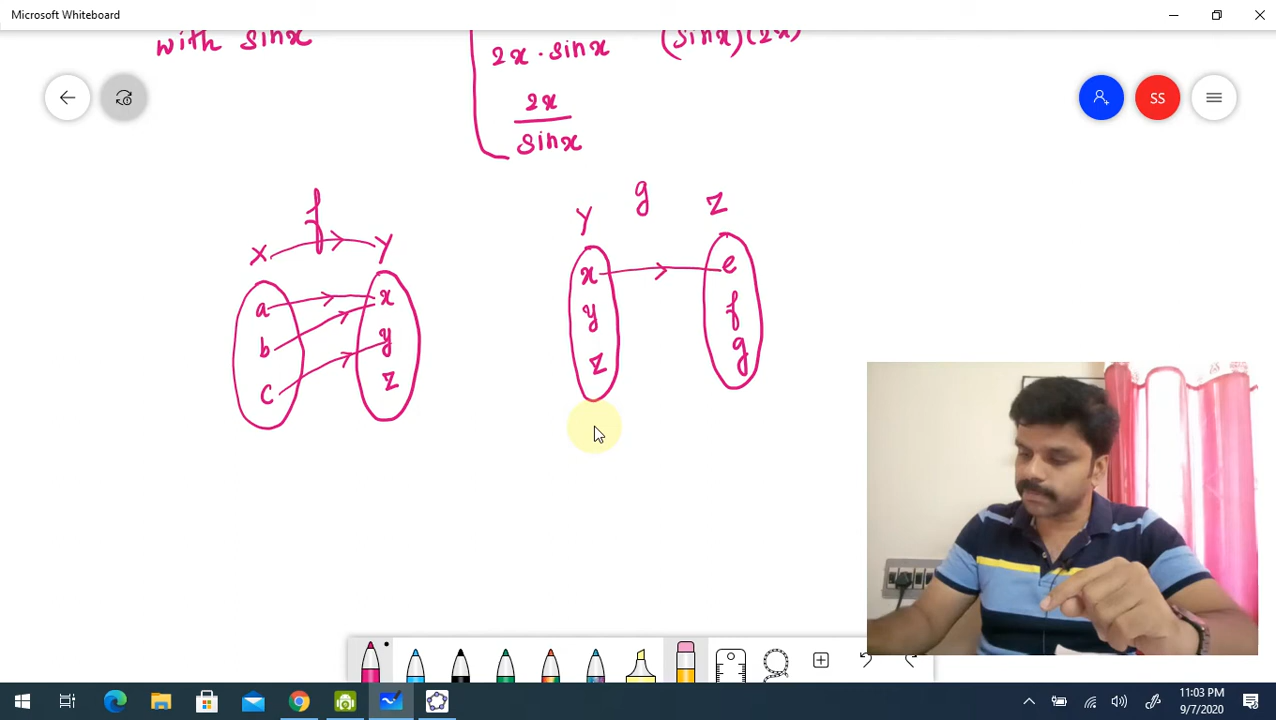 Microsoft Whiteboard
with sinx
2x · sinx (sinx)(2x)
2x
sinx
SS
f
x y
a x
b y
c z
y g z
x e
y f
z g
11:03 PM
9/7/2020